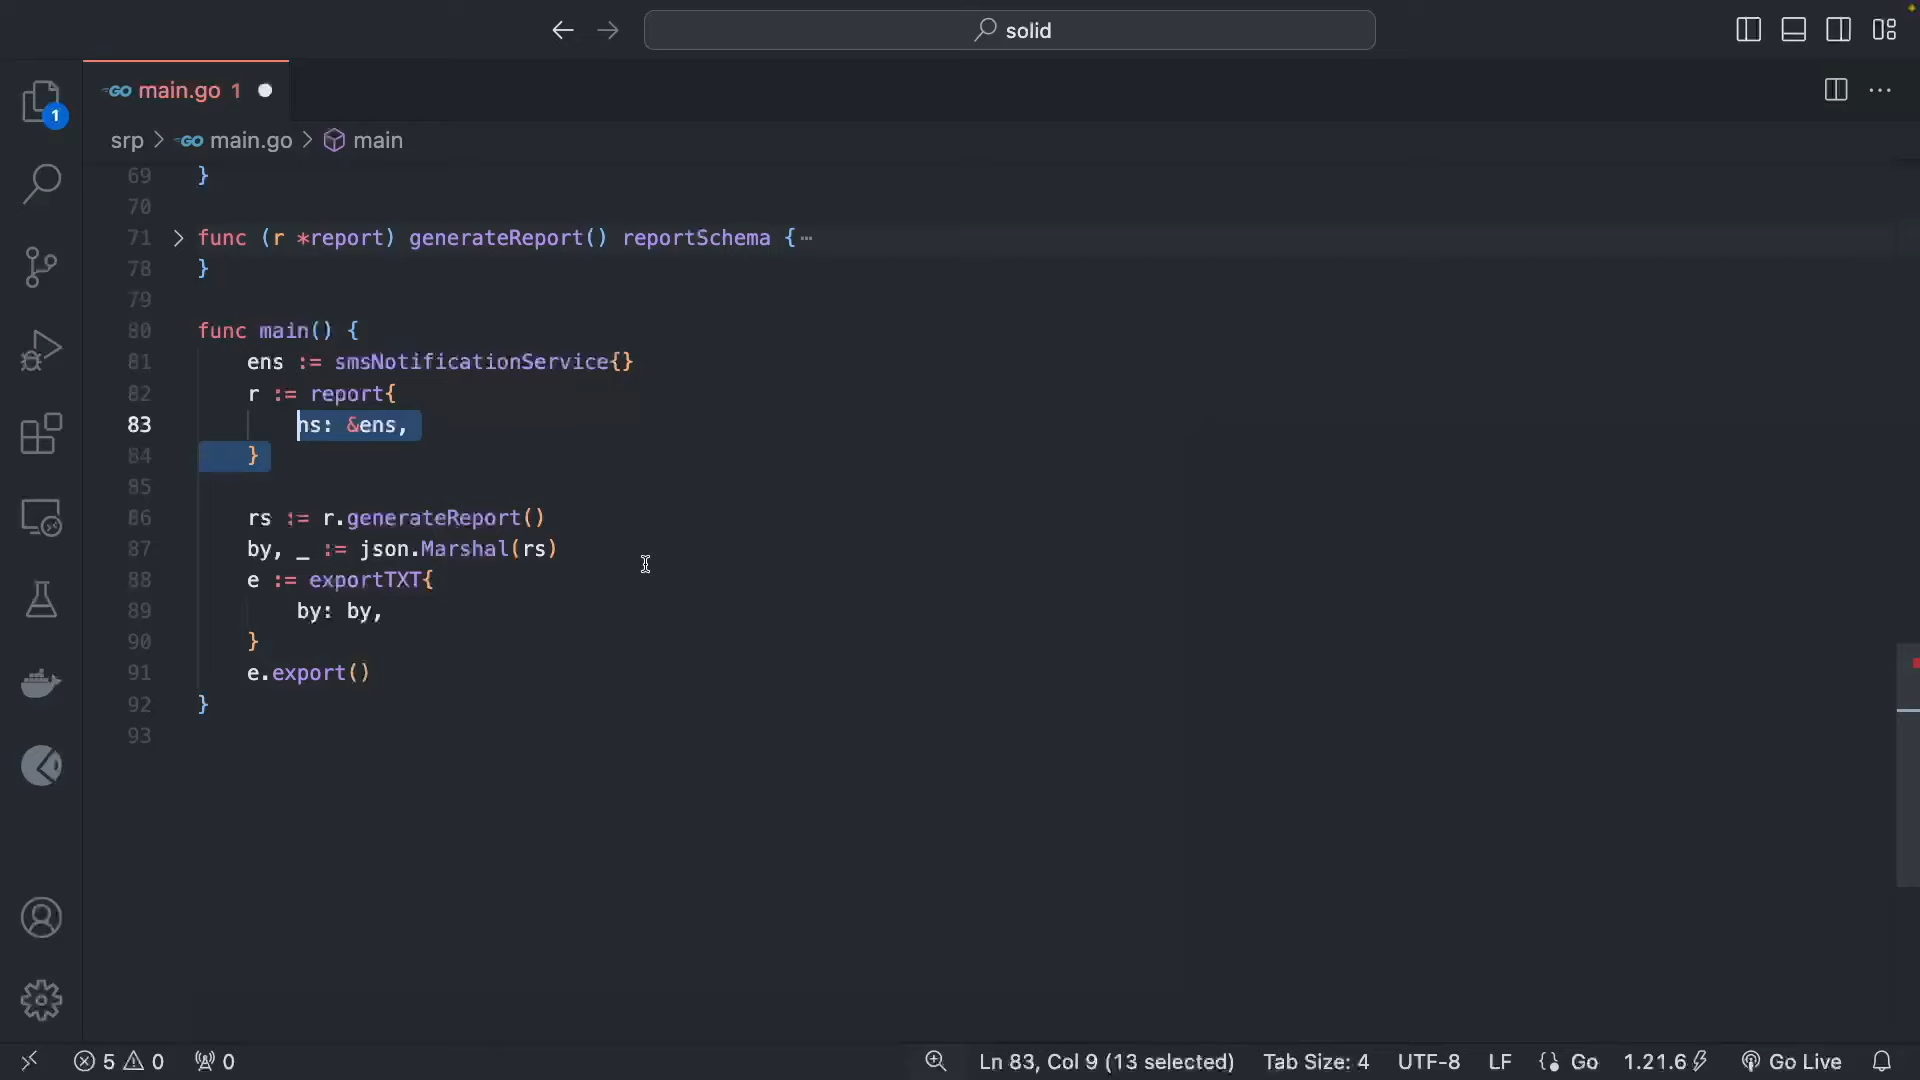 solid
GO main.go 1
srp > GO main.go > main
69 }
70
71 func (r *report) generateReport() reportSchema {…
78 }
79
80 func main() {
81 ens := smsNotificationService{}
82 r := report{
83 ns: &ens,
84 }
85
86 rs := r.generateReport()
87 by, _ := json.Marshal(rs)
88 e := exportTXT{
89 by: by,
90 }
91 e.export()
92 }
93
1
5 0 0 Ln 83, Col 9 (13 selected) Tab Size: 4 UTF-8 LF {} Go 1.21.6 Go Live